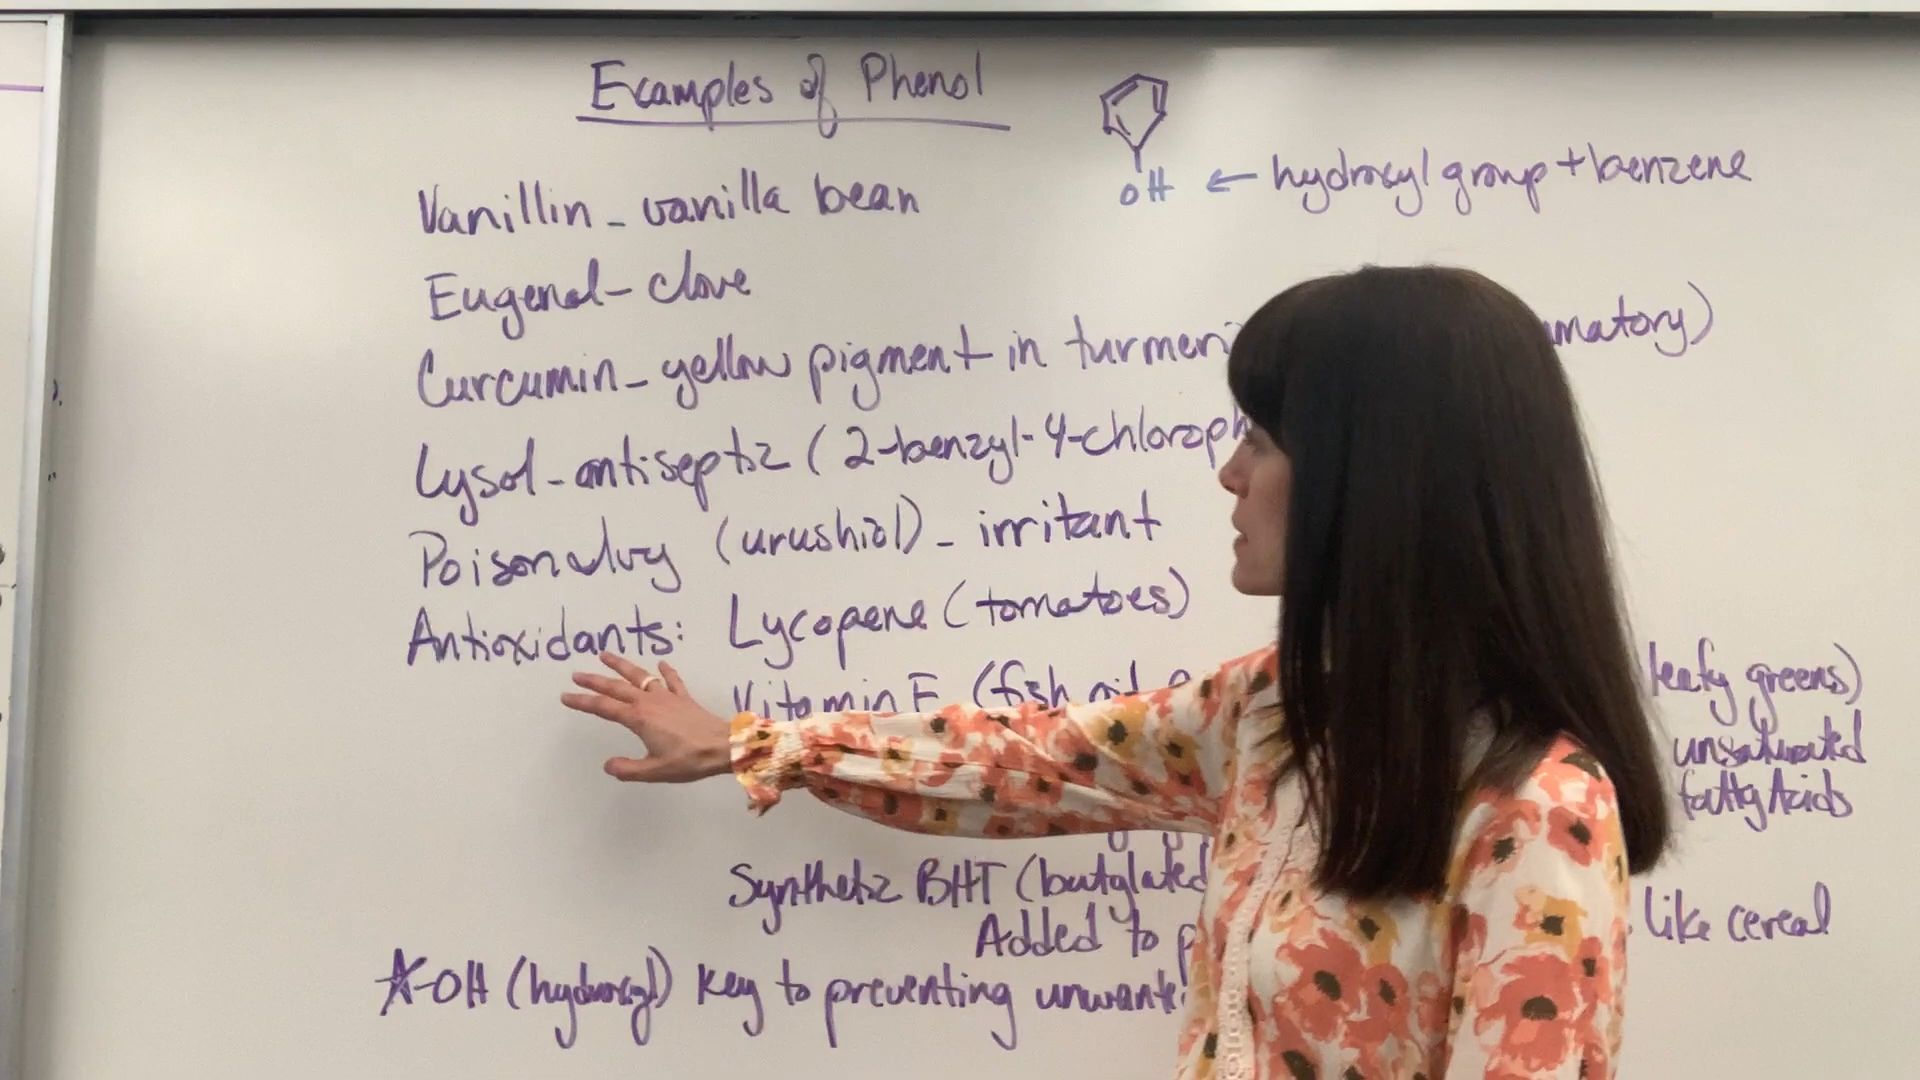 Examples of Phenol
OH ← hydroxyl group + benzene
Vanillin - vanilla bean
Eugenol - clove
Curcumin - yellow pigment in turmeri matory)
Lysol - antiseptic (2-benzyl-4-chloroph
Poison Ivy (urushiol) - irritant
Antioxidants: Lycopene (tomatoes)
Vitamin E (fish oil leafy greens)
unsaturated
fatty Acids
Synthetic BHT (butylated
Added to p like cereal
☆-OH (hydroxyl) key to preventing unwante